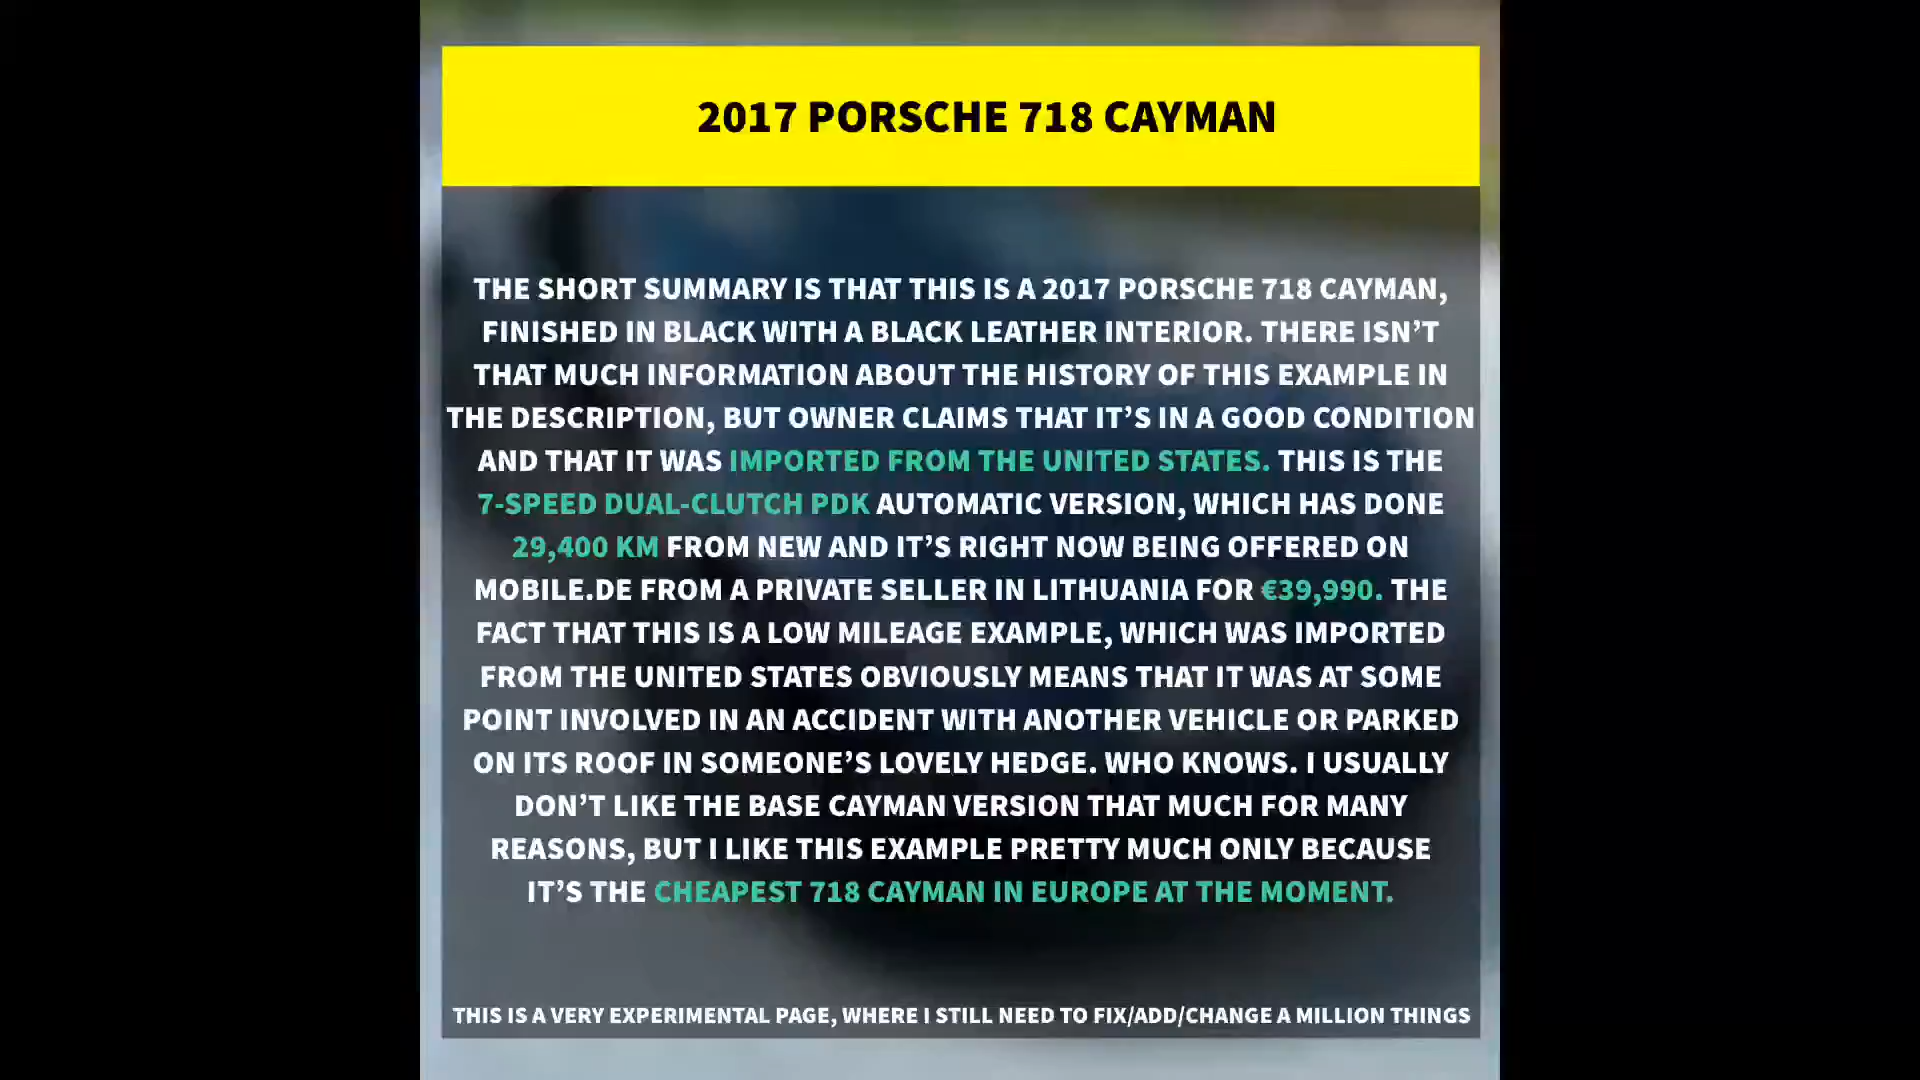 2017 PORSCHE 718 CAYMAN
THE SHORT SUMMARY IS THAT THIS IS A 2017 PORSCHE 718 CAYMAN,
FINISHED IN BLACK WITH A BLACK LEATHER INTERIOR. THERE ISN’T
THAT MUCH INFORMATION ABOUT THE HISTORY OF THIS EXAMPLE IN
THE DESCRIPTION, BUT OWNER CLAIMS THAT IT’S IN A GOOD CONDITION
AND THAT IT WAS IMPORTED FROM THE UNITED STATES. THIS IS THE
7-SPEED DUAL-CLUTCH PDK AUTOMATIC VERSION, WHICH HAS DONE
29,400 KM FROM NEW AND IT’S RIGHT NOW BEING OFFERED ON
MOBILE.DE FROM A PRIVATE SELLER IN LITHUANIA FOR €39,990. THE
FACT THAT THIS IS A LOW MILEAGE EXAMPLE, WHICH WAS IMPORTED
FROM THE UNITED STATES OBVIOUSLY MEANS THAT IT WAS AT SOME
POINT INVOLVED IN AN ACCIDENT WITH ANOTHER VEHICLE OR PARKED
ON ITS ROOF IN SOMEONE’S LOVELY HEDGE. WHO KNOWS. I USUALLY
DON’T LIKE THE BASE CAYMAN VERSION THAT MUCH FOR MANY
REASONS, BUT I LIKE THIS EXAMPLE PRETTY MUCH ONLY BECAUSE
IT’S THE CHEAPEST 718 CAYMAN IN EUROPE AT THE MOMENT.
THIS IS A VERY EXPERIMENTAL PAGE, WHERE I STILL NEED TO FIX/ADD/CHANGE A MILLION THINGS